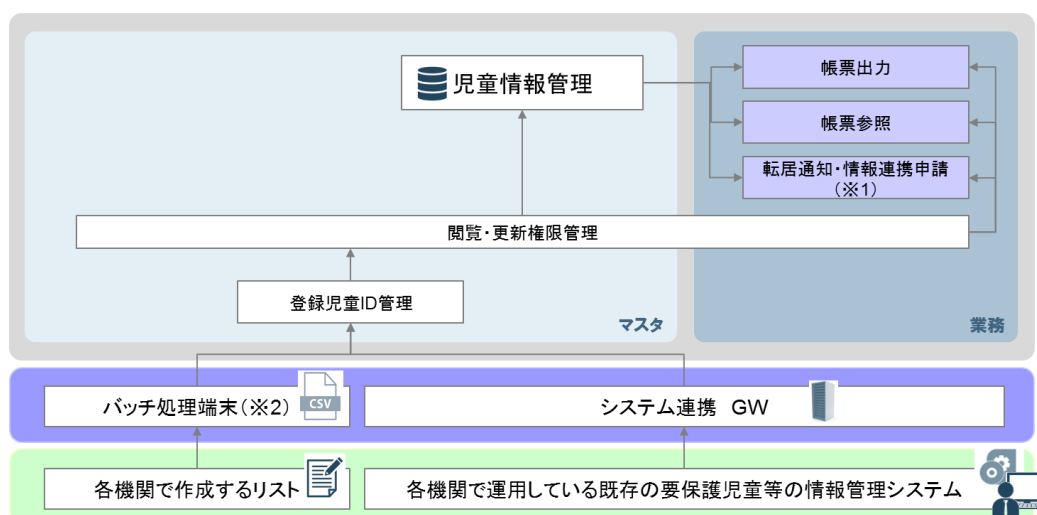 児童情報管理
帳票出力
帳票参照
転居通知・情報連携申請
(※1)
閲覧・更新権限管理
登録児童ID管理
マスタ
業務
バッチ処理端末(※2)
CSV
システム連携 GW
各機関で作成するリスト
各機関で運用している既存の要保護児童等の情報管理システム